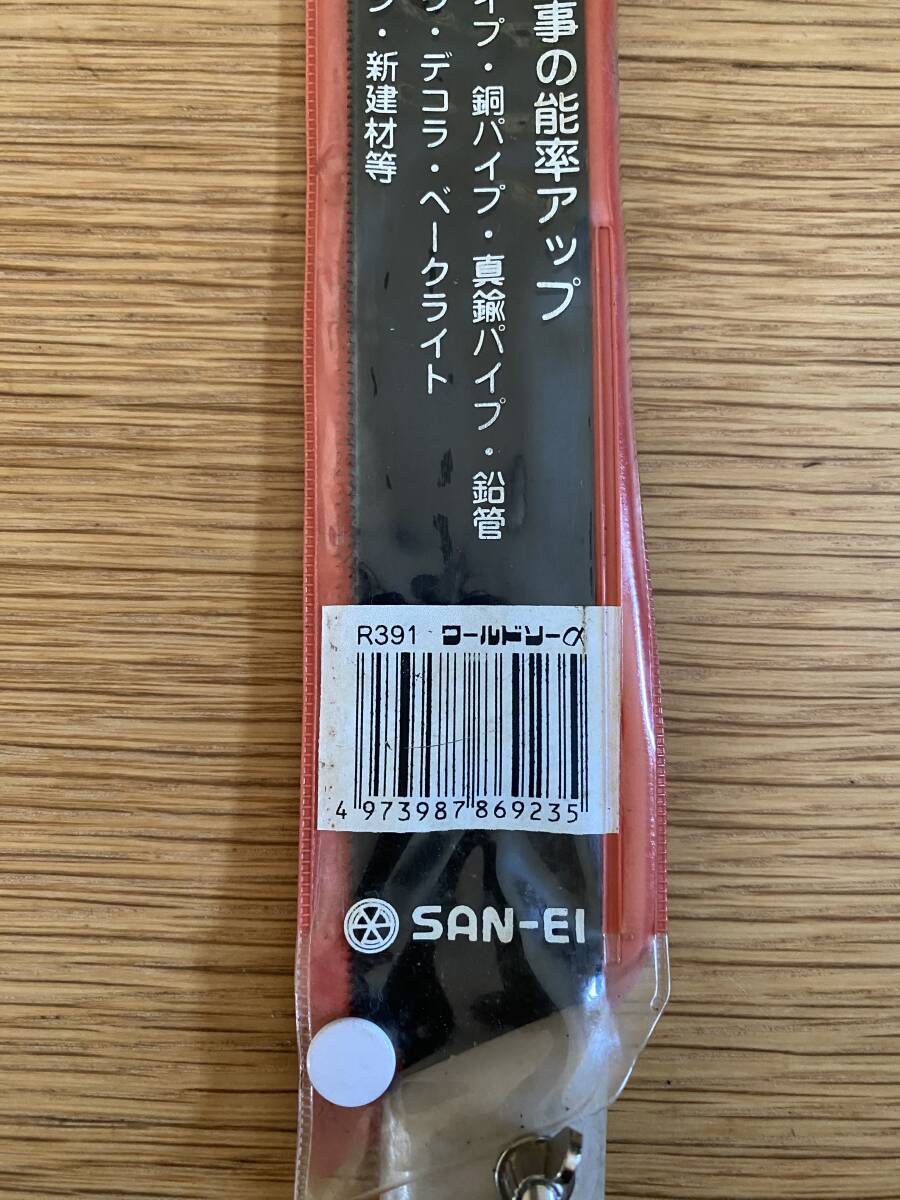 事の能率アップ
イプ・銅パイプ・真鍮パイプ・鉛管
・デコラ・ベークライト
・新建材等
R391 ワールドソーα
4 973987 869235
SAN-EI